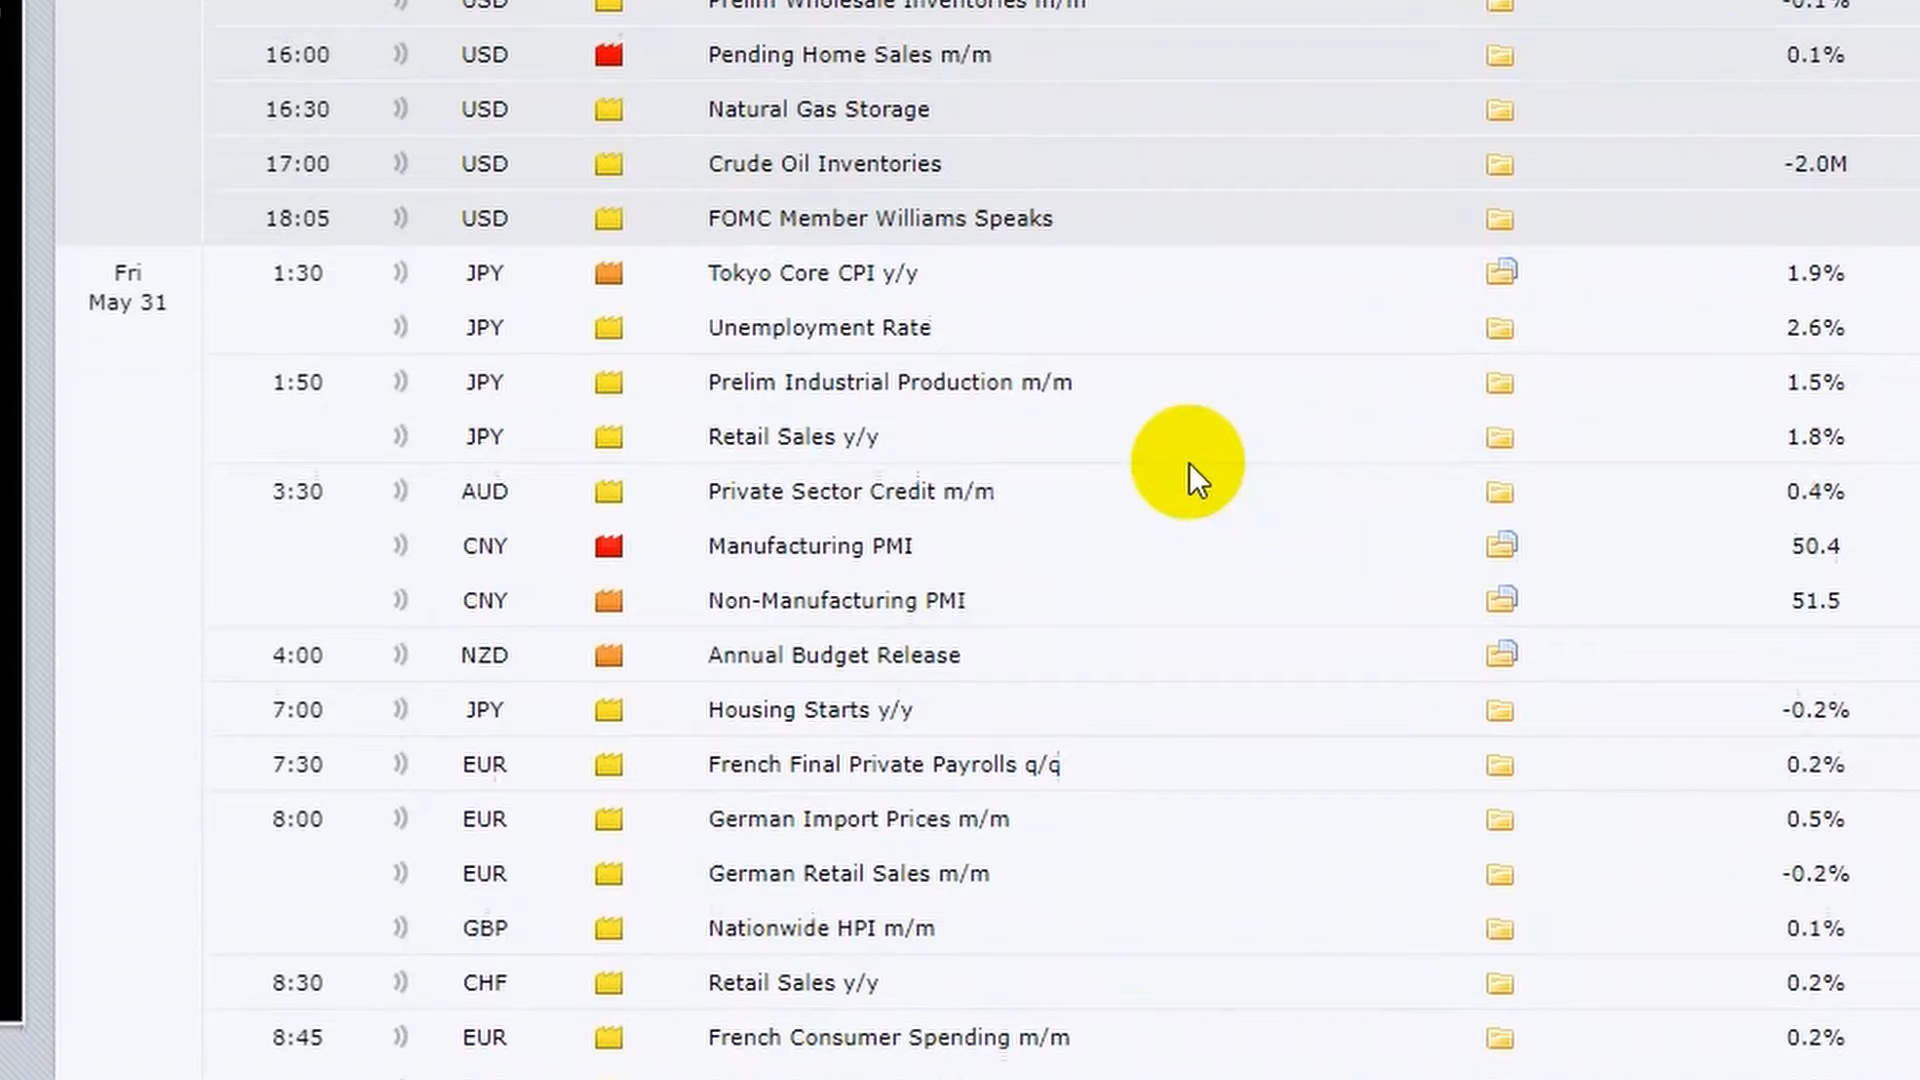 USD Prelim Wholesale Inventories m/m -0.1%
16:00 USD Pending Home Sales m/m 0.1%
16:30 USD Natural Gas Storage
17:00 USD Crude Oil Inventories -2.0M
18:05 USD FOMC Member Williams Speaks
Fri 1:30 JPY Tokyo Core CPI y/y 1.9%
May 31
JPY Unemployment Rate 2.6%
1:50 JPY Prelim Industrial Production m/m 1.5%
JPY Retail Sales y/y 1.8%
3:30 AUD Private Sector Credit m/m 0.4%
CNY Manufacturing PMI 50.4
CNY Non-Manufacturing PMI 51.5
4:00 NZD Annual Budget Release
7:00 JPY Housing Starts y/y -0.2%
7:30 EUR French Final Private Payrolls q/q 0.2%
8:00 EUR German Import Prices m/m 0.5%
EUR German Retail Sales m/m -0.2%
GBP Nationwide HPI m/m 0.1%
8:30 CHF Retail Sales y/y 0.2%
8:45 EUR French Consumer Spending m/m 0.2%